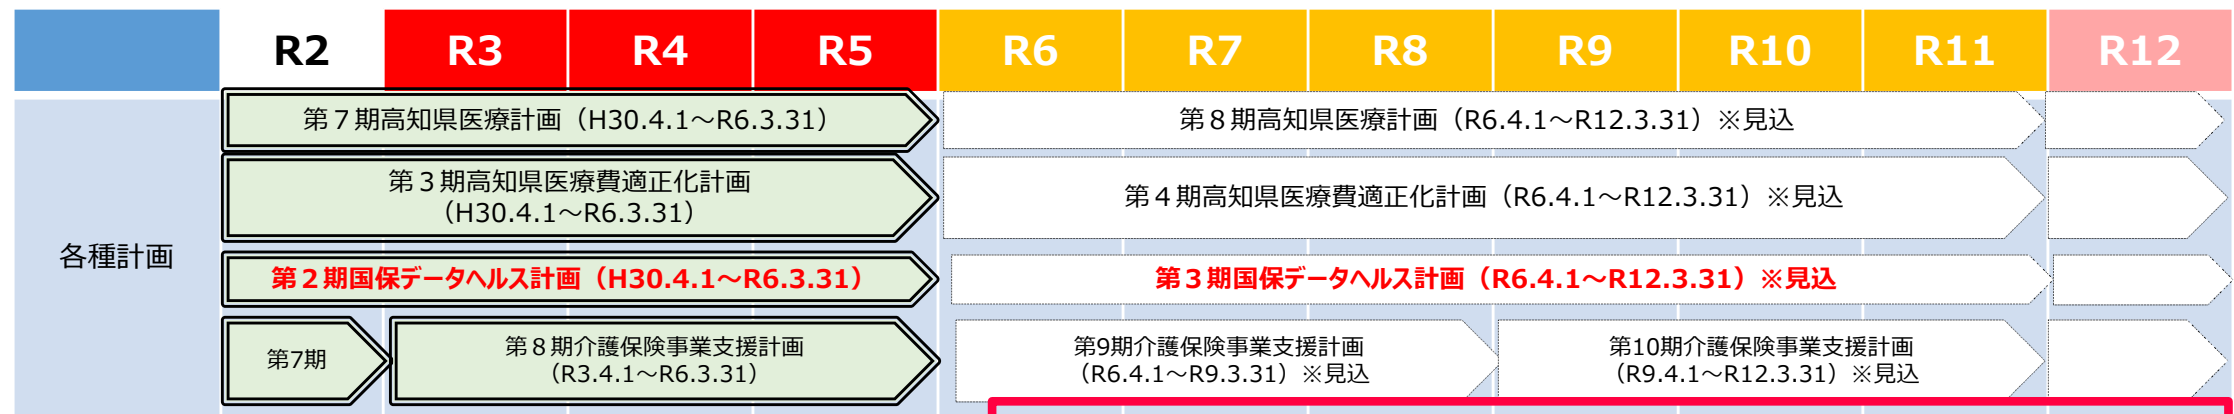 R2 R3 R4 R5 R6 R7 R8 R9 R10 R11 R12
各種計画
第７期高知県医療計画（H30.4.1～R6.3.31）
第８期高知県医療計画（R6.4.1～R12.3.31）※見込
第３期高知県医療費適正化計画
（H30.4.1～R6.3.31）
第４期高知県医療費適正化計画（R6.4.1～R12.3.31）※見込
第２期国保データヘルス計画（H30.4.1～R6.3.31）
第３期国保データヘルス計画（R6.4.1～R12.3.31）※見込
第7期
第８期介護保険事業支援計画
（R3.4.1～R6.3.31）
第9期介護保険事業支援計画
（R6.4.1～R9.3.31）※見込
第10期介護保険事業支援計画
（R9.4.1～R12.3.31）※見込